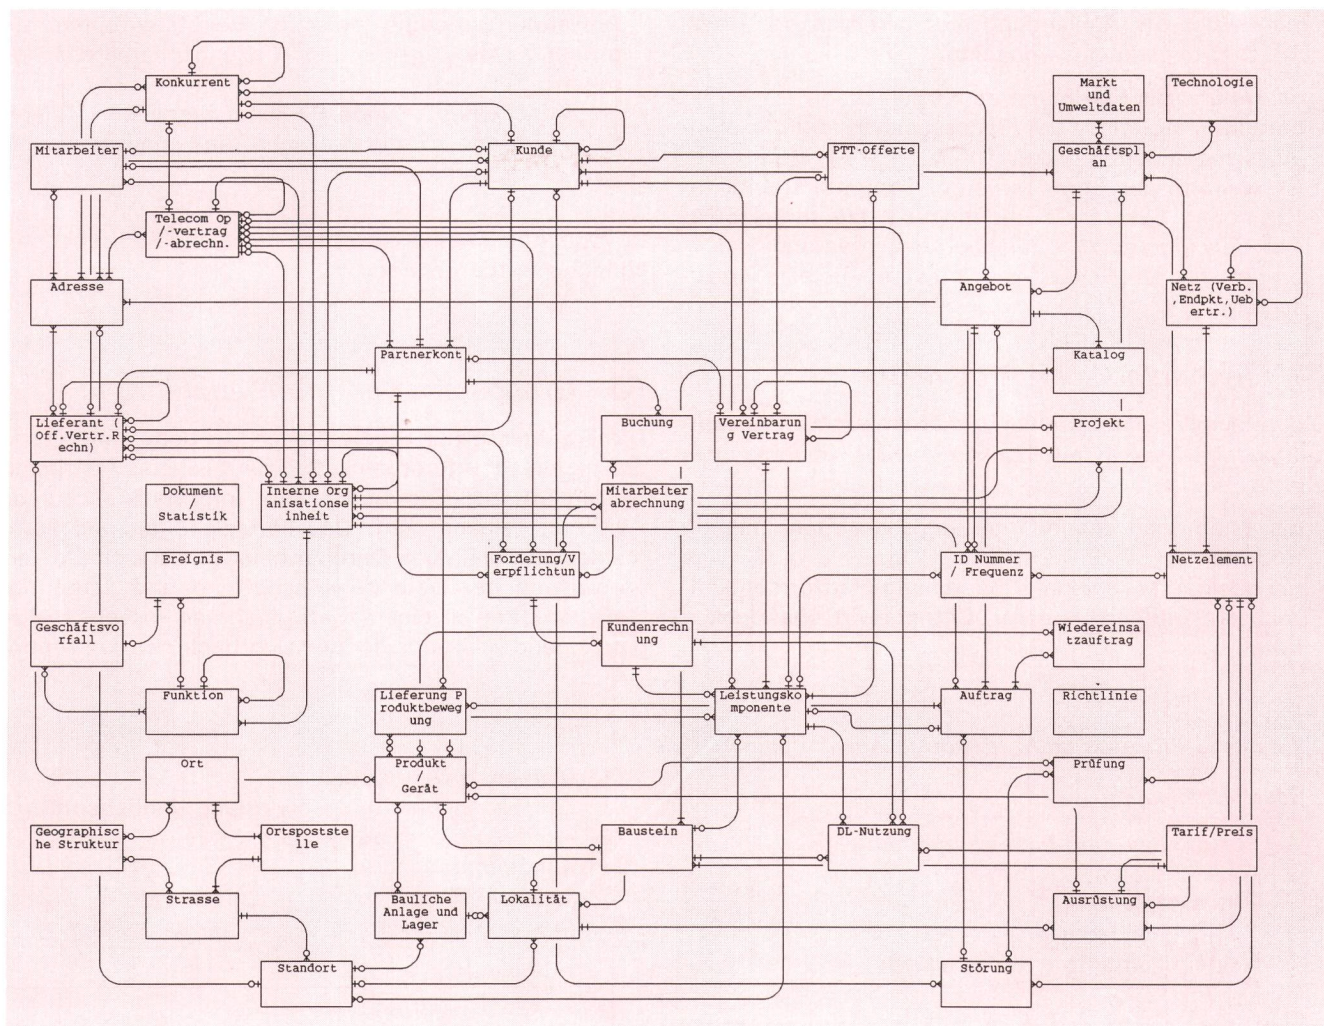 Konkurrent
Markt
und
Umweltdaten
Technologie
Mitarbeiter
Kunde
PTT-Offerte
Geschäftspl
an
Telecom Op
/-vertrag
/-abrechn.
Adresse
Angebot
Netz (Verb.
,Endpkt,Ueb
ertr.)
Partnerkont
Katalog
Lieferant (
Off.Vertr.R
echn)
Buchung
Vereinbarun
g Vertrag
Projekt
Dokument
/
Statistik
Interne Org
anisationse
inheit
Mitarbeiter
abrechnung
Ereignis
Forderung/V
erpflichtun
ID Nummer
/ Frequenz
Netzelement
Geschäftsvo
rfall
Kundenrechn
ung
Wiedereinsa
tzauftrag
Funktion
Lieferung P
roduktbeweg
ung
Leistungsko
mponente
Auftrag
Richtlinie
Ort
Produkt
/
Gerät
Prüfung
Geographisc
he Struktur
Ortspostste
lle
Baustein
DL-Nutzung
Tarif/Preis
Strasse
Bauliche
Anlage und
Lager
Lokalität
Ausrüstung
Standort
Störung